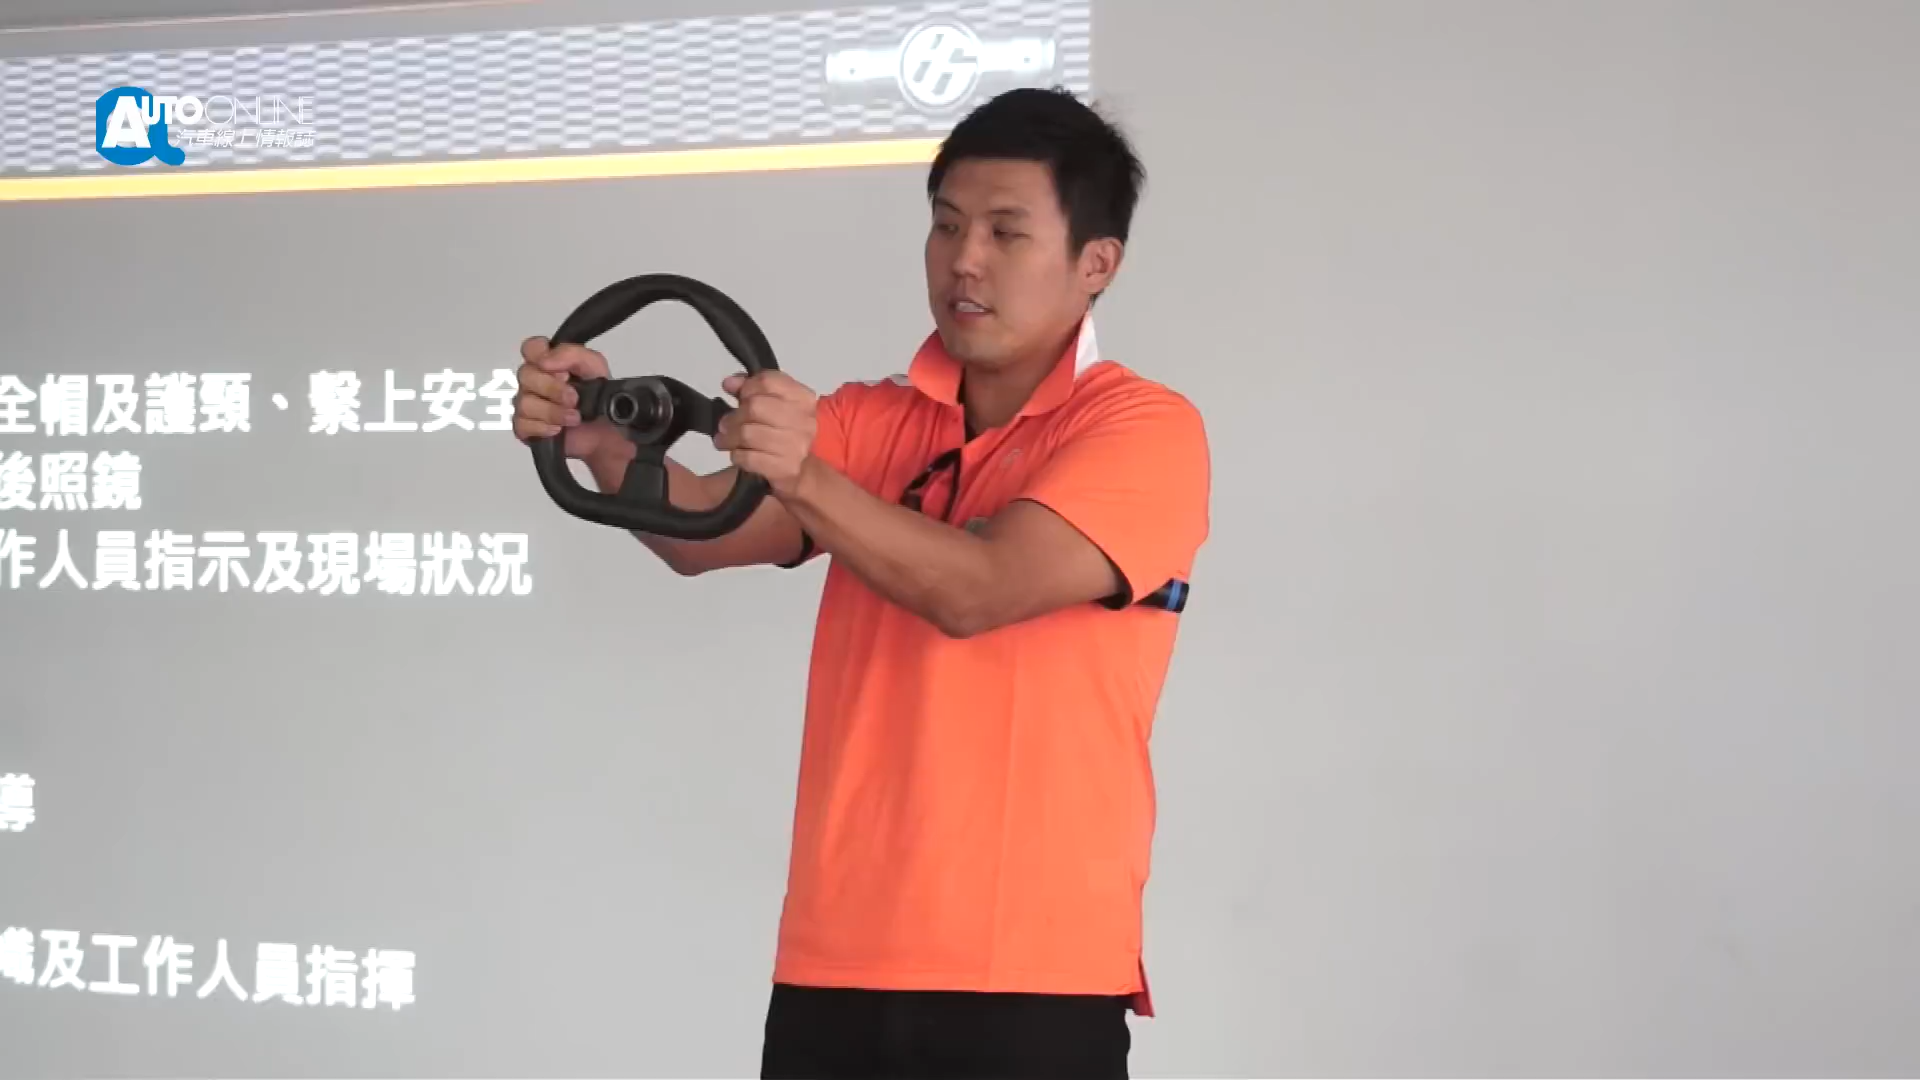 AUTO ONLINE
汽車線上情報誌
86
全帽及護頸、繫上安全
後照鏡
作人員指示及現場狀況
導
及工作人員指揮